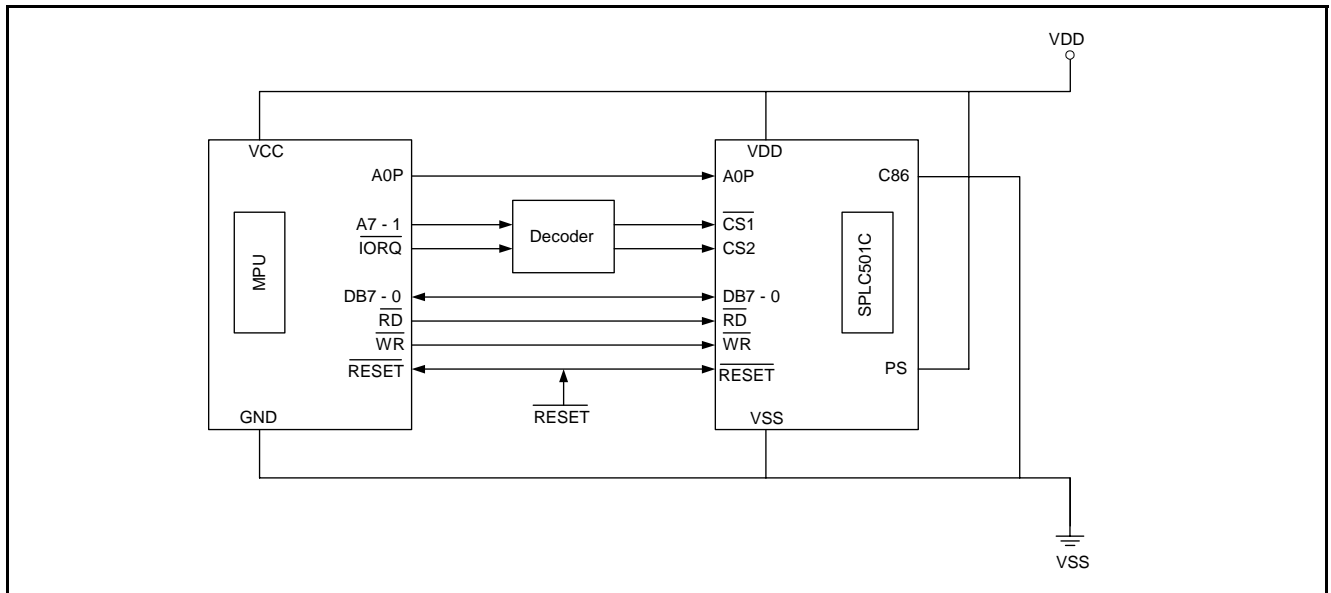 VDD
VCC
VDD
A0P
A0P
C86
A7 - 1
CS1
IORQ
Decoder
CS2
MPU
SPLC501C
DB7 - 0
DB7 - 0
RD
RD
WR
WR
RESET
RESET
PS
GND
RESET
VSS
VSS